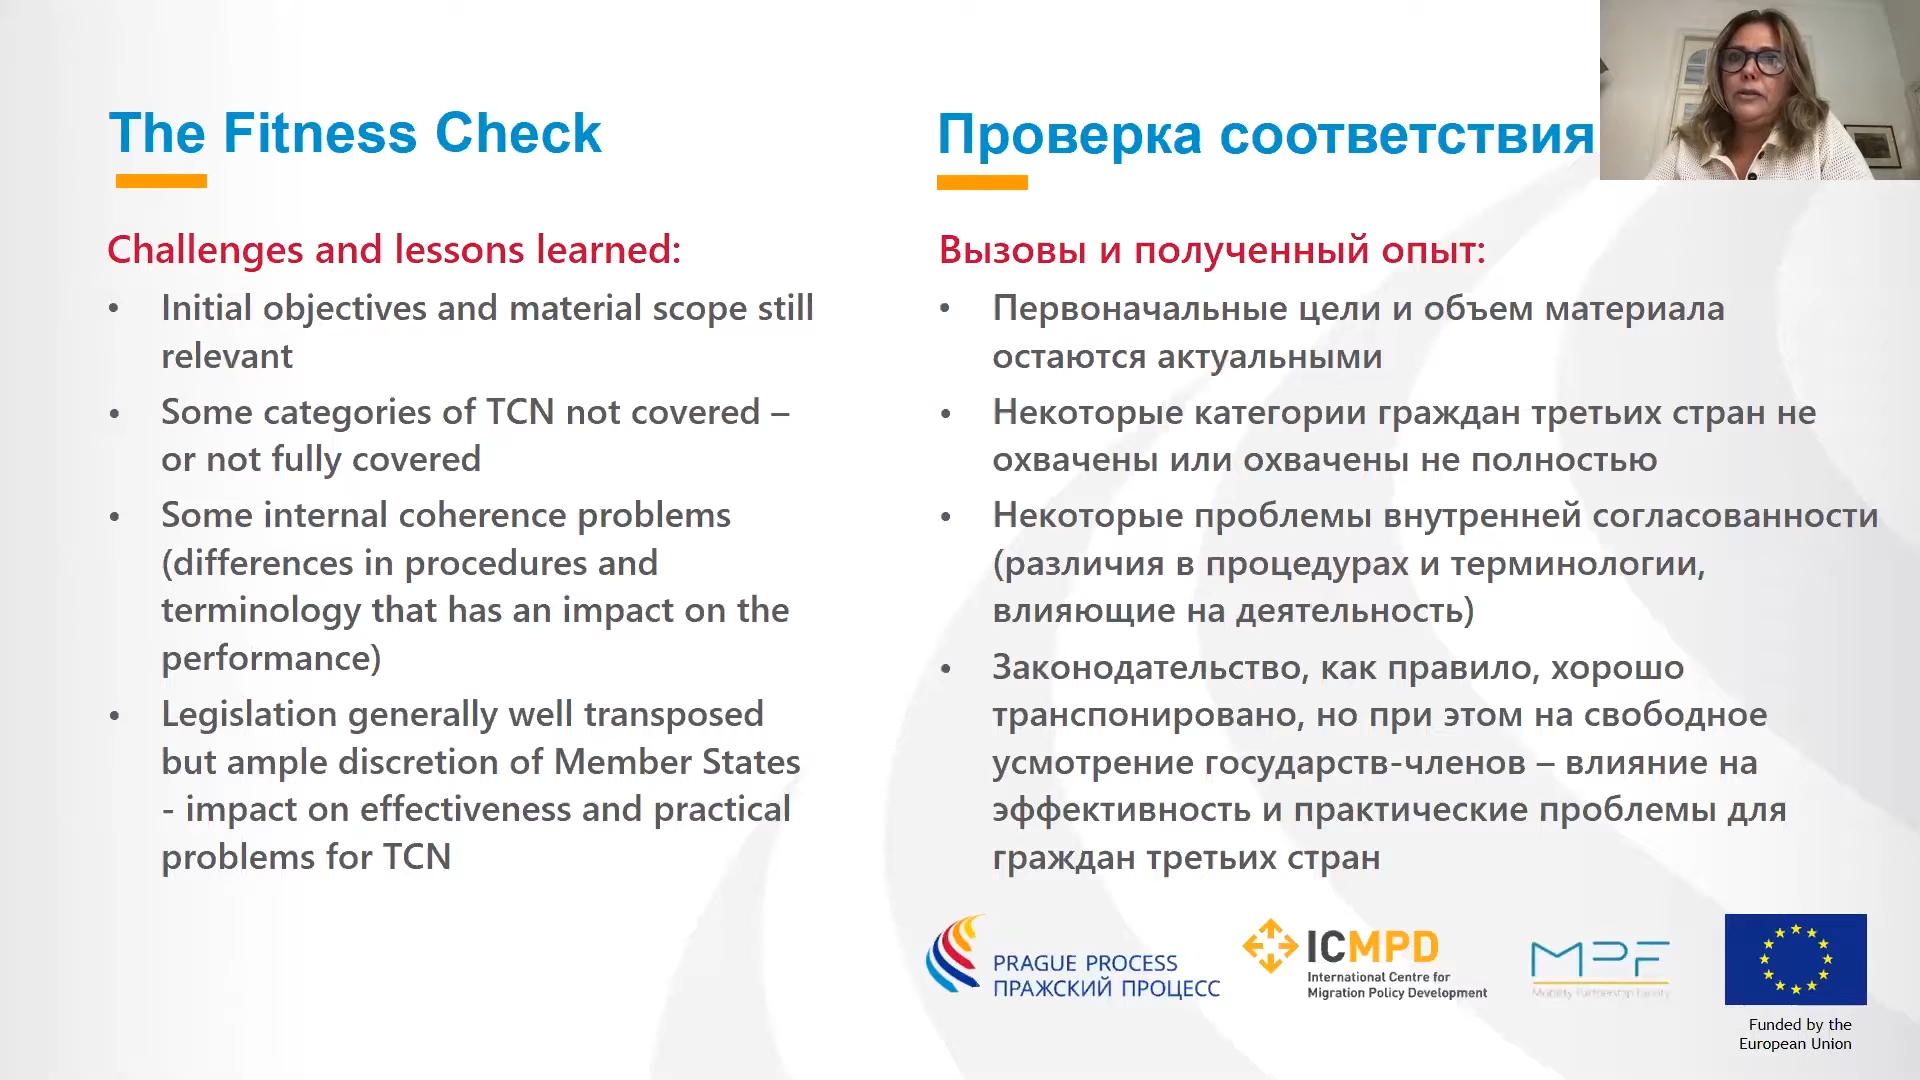 The Fitness Check
Challenges and lessons learned:
• Initial objectives and material scope still
relevant
• Some categories of TCN not covered –
or not fully covered
• Some internal coherence problems
(differences in procedures and
terminology that has an impact on the
performance)
• Legislation generally well transposed
but ample discretion of Member States
- impact on effectiveness and practical
problems for TCN
Проверка соответствия
Вызовы и полученный опыт:
• Первоначальные цели и объем материала
остаются актуальными
• Некоторые категории граждан третьих стран не
охвачены или охвачены не полностью
• Некоторые проблемы внутренней согласованности
(различия в процедурах и терминологии,
влияющие на деятельность)
• Законодательство, как правило, хорошо
транспонировано, но при этом на свободное
усмотрение государств-членов – влияние на
эффективность и практические проблемы для
граждан третьих стран
PRAGUE PROCESS
ПРАЖСКИЙ ПРОЦЕСС
ICMPD
International Centre for
Migration Policy Development
MPF
Mobility Partnership Facility
Funded by the
European Union